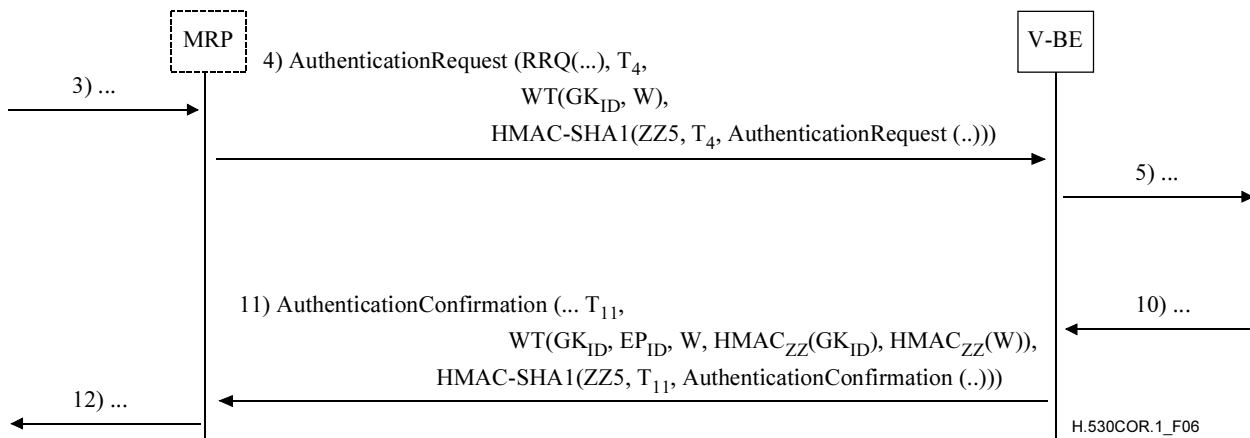 MRP
V-BE
4) AuthenticationRequest (RRQ(...), T4,
3) ...
WT(GKID, W),
HMAC-SHA1(ZZ5, T4, AuthenticationRequest (..)))
5) ...
11) AuthenticationConfirmation (... T11,
10) ...
WT(GKID, EPID, W, HMACZZ(GKID), HMACZZ(W)),
HMAC-SHA1(ZZ5, T11, AuthenticationConfirmation (..)))
12) ...
H.530COR.1_F06